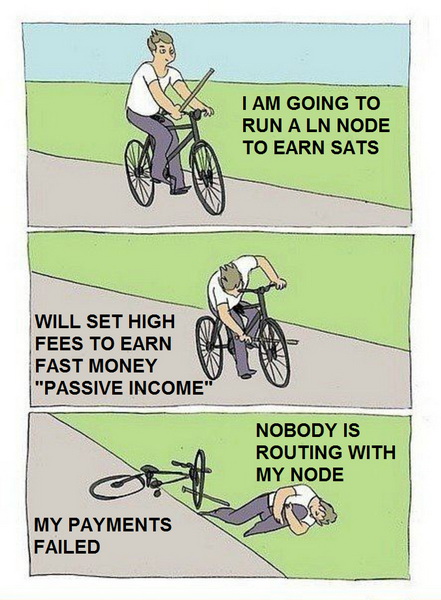 I AM GOING TO
RUN A LN NODE
TO EARN SATS
WILL SET HIGH
FEES TO EARN
FAST MONEY
"PASSIVE INCOME"
NOBODY IS
ROUTING WITH
MY NODE
MY PAYMENTS
FAILED